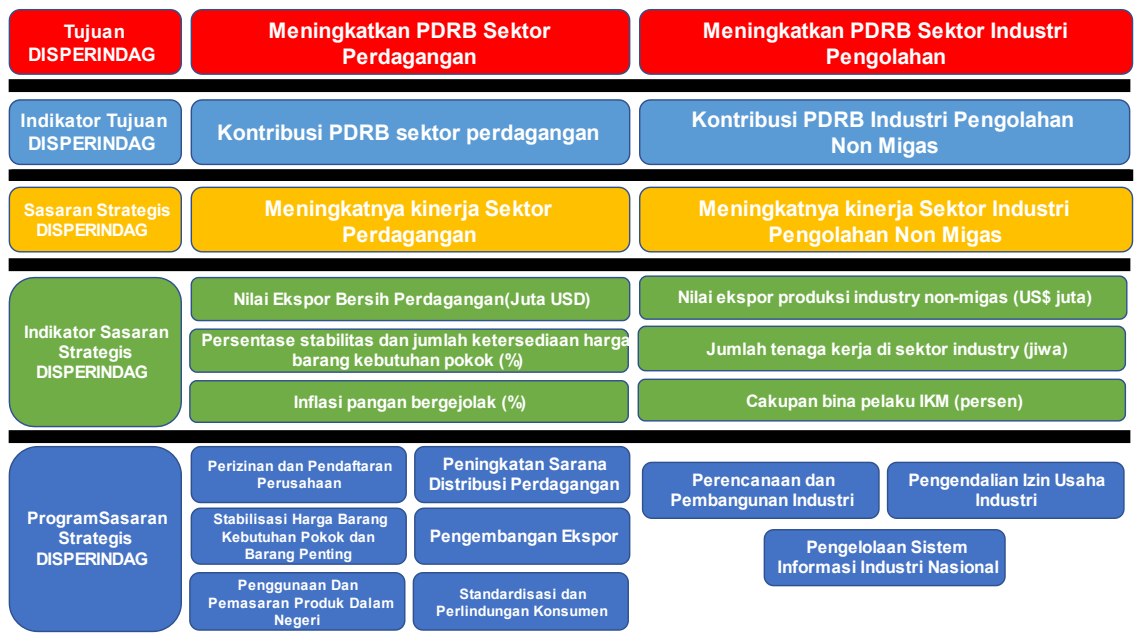 Tujuan
DISPERINDAG
Meningkatkan PDRB Sektor
Perdagangan
Meningkatkan PDRB Sektor Industri
Pengolahan
Indikator Tujuan
DISPERINDAG
Kontribusi PDRB sektor perdagangan
Kontribusi PDRB Industri Pengolahan
Non Migas
Sasaran Strategis
DISPERINDAG
Meningkatnya kinerja Sektor
Perdagangan
Meningkatnya kinerja Sektor Industri
Pengolahan Non Migas
Indikator Sasaran
Strategis
DISPERINDAG
Nilai Ekspor Bersih Perdagangan(Juta USD)
Persentase stabilitas dan jumlah ketersediaan harga
barang kebutuhan pokok (%)
Inflasi pangan bergejolak (%)
Nilai ekspor produksi industry non-migas (US$ juta)
Jumlah tenaga kerja di sektor industry (jiwa)
Cakupan bina pelaku IKM (persen)
ProgramSasaran
Strategis
DISPERINDAG
Perizinan dan Pendaftaran
Perusahaan
Peningkatan Sarana
Distribusi Perdagangan
Stabilisasi Harga Barang
Kebutuhan Pokok dan
Barang Penting
Pengembangan Ekspor
Penggunaan Dan
Pemasaran Produk Dalam
Negeri
Standardisasi dan
Perlindungan Konsumen
Perencanaan dan
Pembangunan Industri
Pengendalian Izin Usaha
Industri
Pengelolaan Sistem
Informasi Industri Nasional